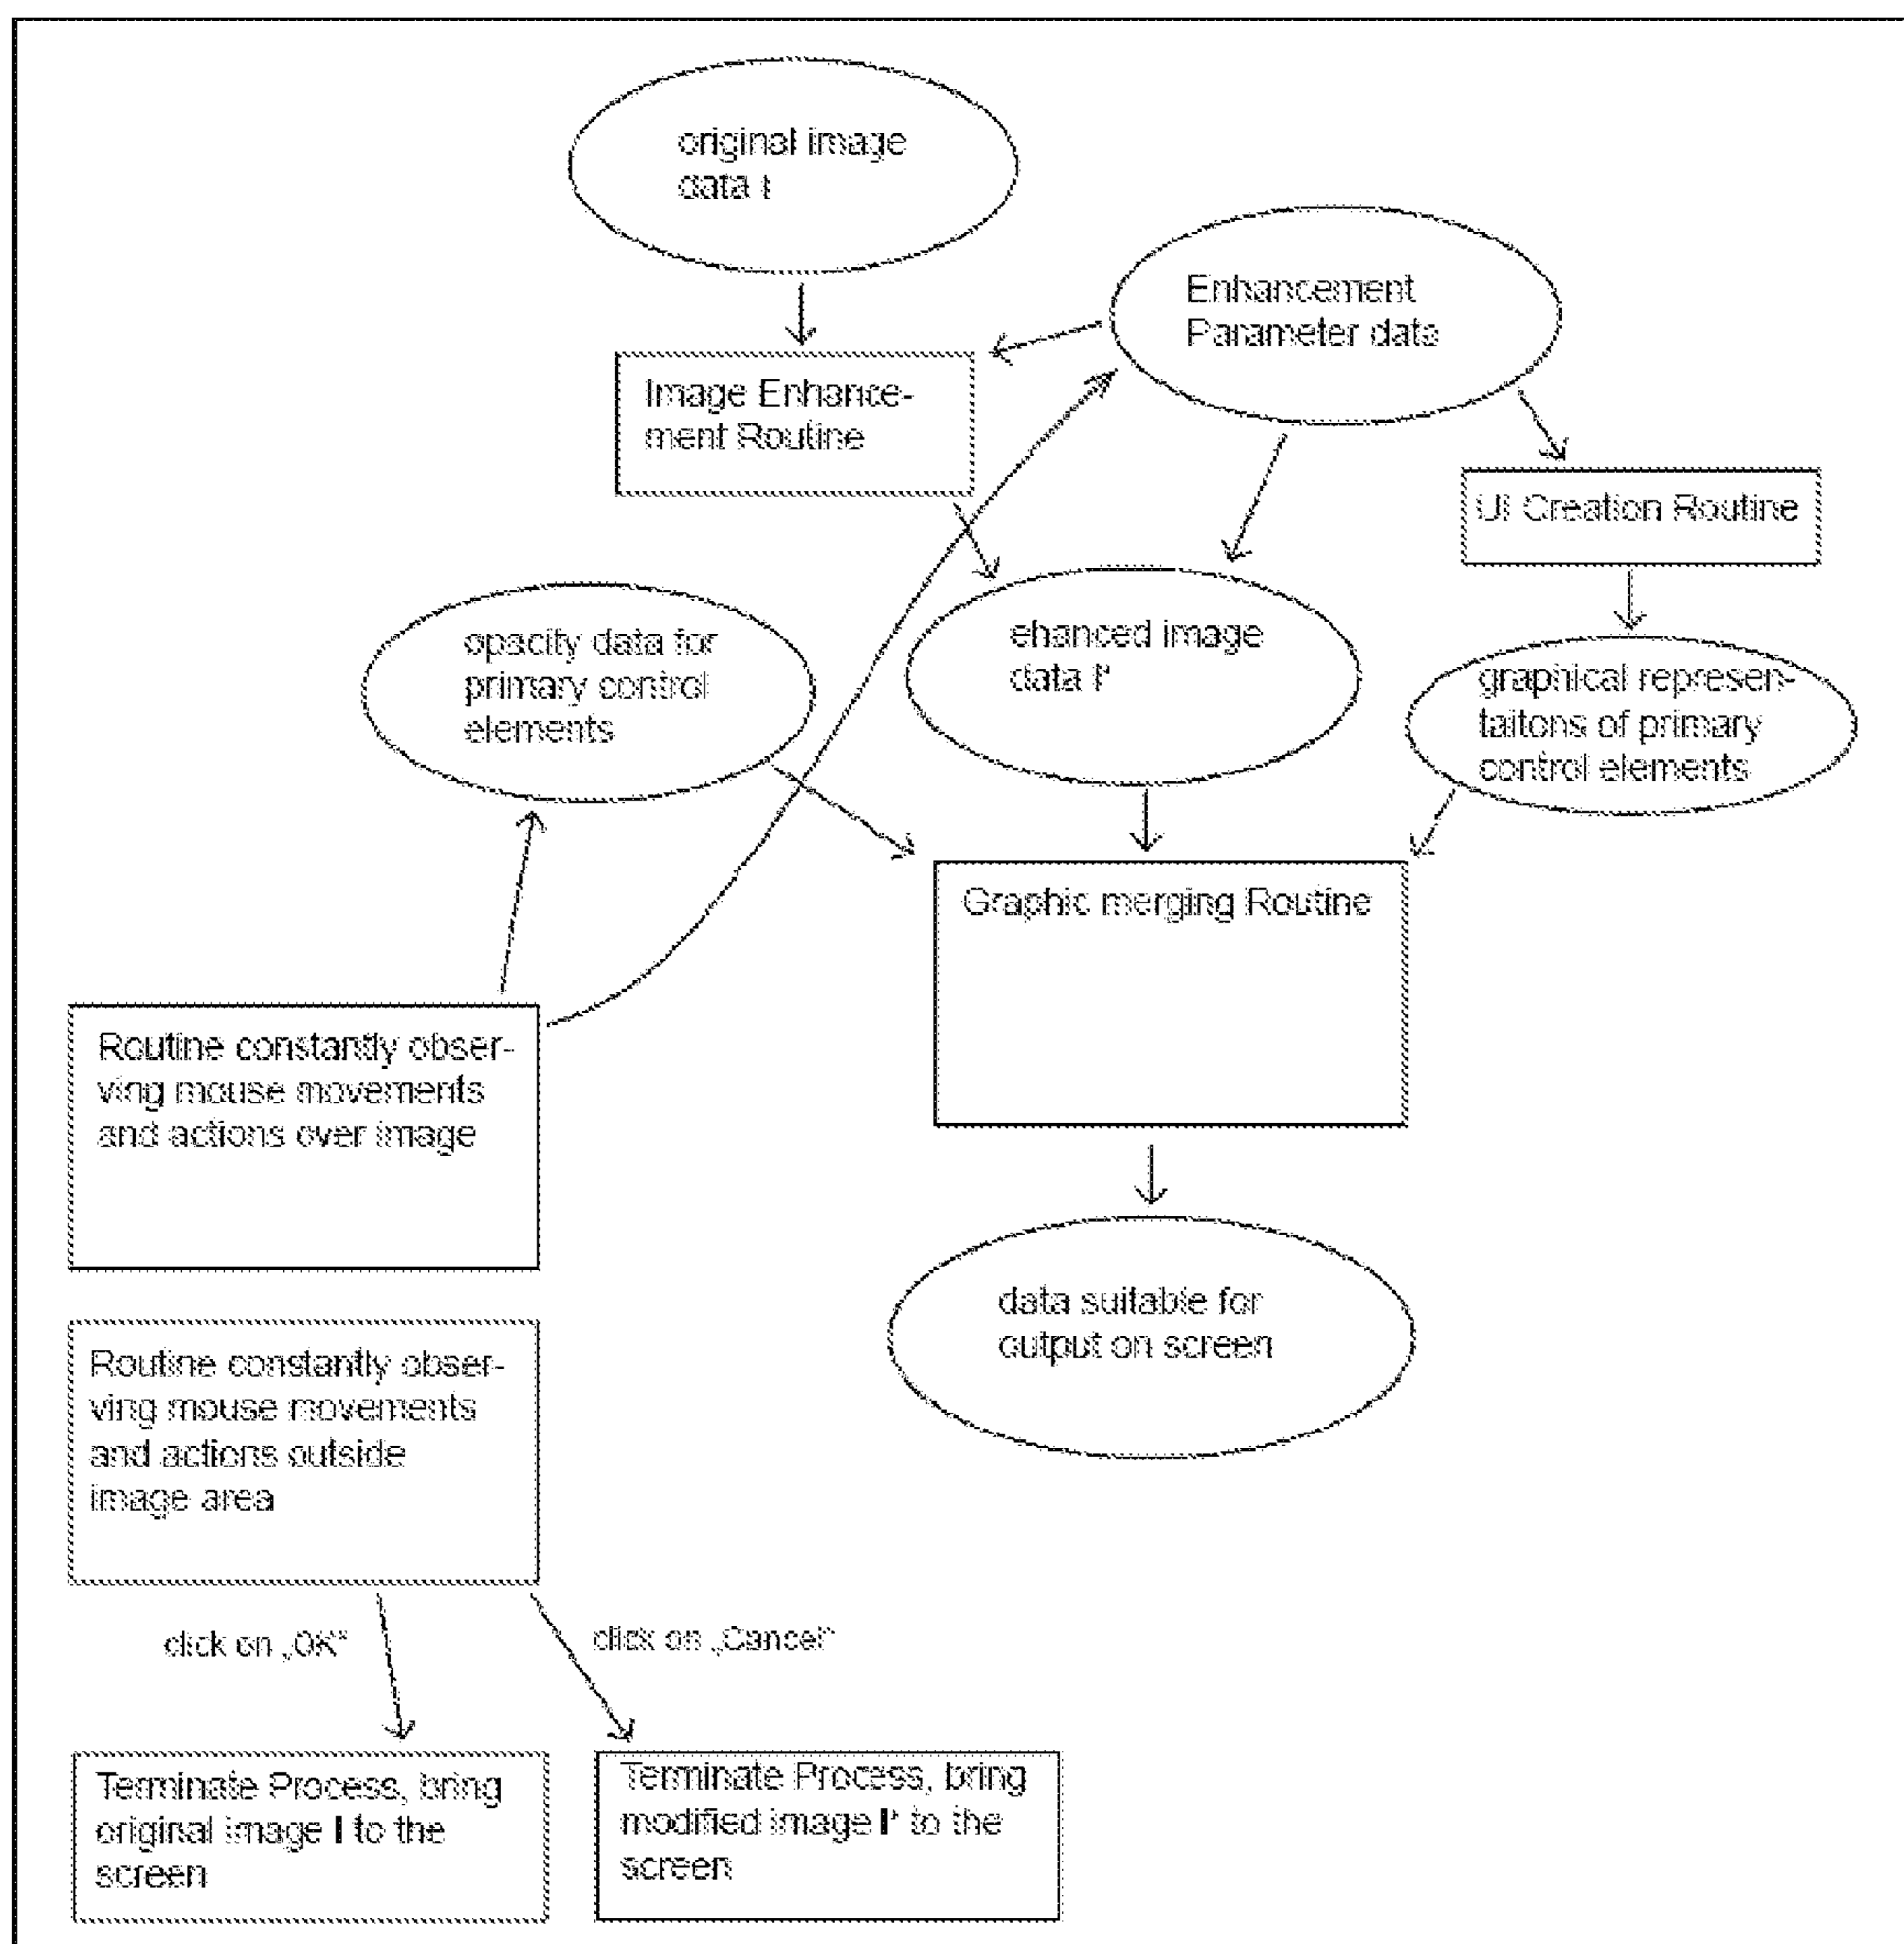 original image
data I
Enhancement
Parameter data
Image Enhance-
ment Routine
UI Creation Routine
opacity data for
primary control
elements
ehanced image
data I'
graphical represen-
taitons of primary
control elements
Graphic merging Routine
Routine constantly obser-
ving mouse movements
and actions over image
data suitable for
output on screen
Routine constantly obser-
ving mouse movements
and actions outside
image area
click on „OK“
click on „Cancel“
Terminate Process, bring
original image I to the
screen
Terminate Process, bring
modified image I' to the
screen